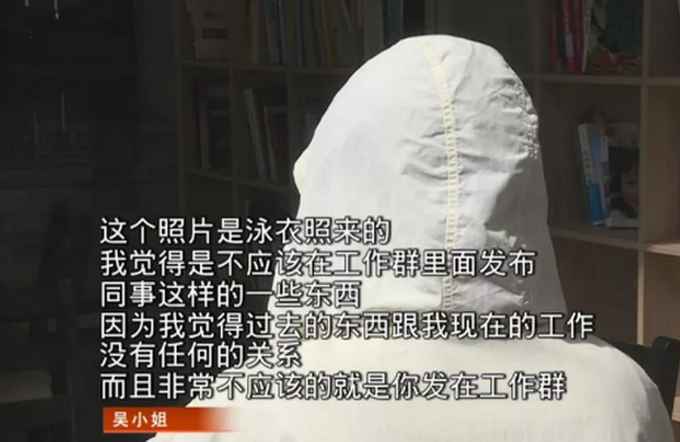 这个照片是泳衣照来的
我觉得是不应该在工作群里面发布
同事这样的一些东西
因为我觉得过去的东西跟我现在的工作
没有任何的关系
而且非常不应该的就是你发在工作群
吴小姐